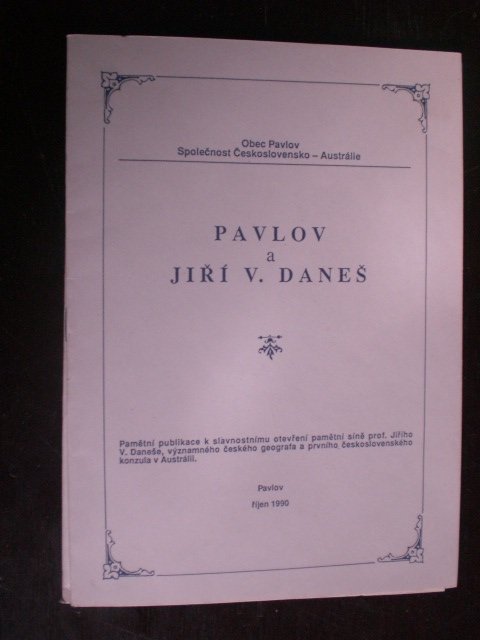 Obec Pavlov
Společnost Československo – Austrálie
PAVLOV
a
JIŘÍ V. DANEŠ
Pamětní publikace k slavnostnímu otevření pamětní síně prof. Jiřího
V. Daneše, významného českého geografa a prvního československého
konzula v Austrálii.
Pavlov
říjen 1990